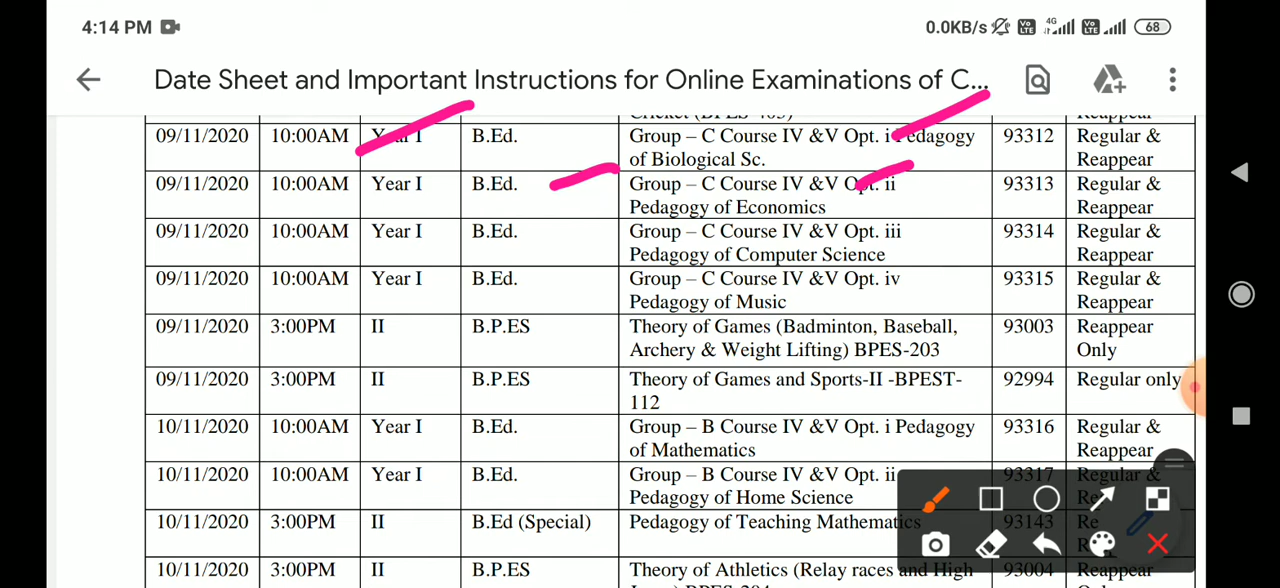 4:14 PM
0.0KB/s
4G
Vo LTE
Vo LTE
68
Date Sheet and Important Instructions for Online Examinations of C...
09/11/2020 10:00AM Year I B.Ed. Group – C Course IV &V Opt. i Pedagogy 93312 Regular &
of Biological Sc. Reappear
09/11/2020 10:00AM Year I B.Ed. Group – C Course IV &V Opt. ii 93313 Regular &
Pedagogy of Economics Reappear
09/11/2020 10:00AM Year I B.Ed. Group – C Course IV &V Opt. iii 93314 Regular &
Pedagogy of Computer Science Reappear
09/11/2020 10:00AM Year I B.Ed. Group – C Course IV &V Opt. iv 93315 Regular &
Pedagogy of Music Reappear
09/11/2020 3:00PM II B.P.ES Theory of Games (Badminton, Baseball, 93003 Reappear
Archery & Weight Lifting) BPES-203 Only
09/11/2020 3:00PM II B.P.ES Theory of Games and Sports-II -BPEST- 92994 Regular only
112
10/11/2020 10:00AM Year I B.Ed. Group – B Course IV &V Opt. i Pedagogy 93316 Regular &
of Mathematics Reappear
10/11/2020 10:00AM Year I B.Ed. Group – B Course IV &V Opt. ii 93317 Regular &
Pedagogy of Home Science
10/11/2020 3:00PM II B.Ed (Special) Pedagogy of Teaching Mathematics 93143
10/11/2020 3:00PM II B.P.ES Theory of Athletics (Relay races and High 93004 Reappear